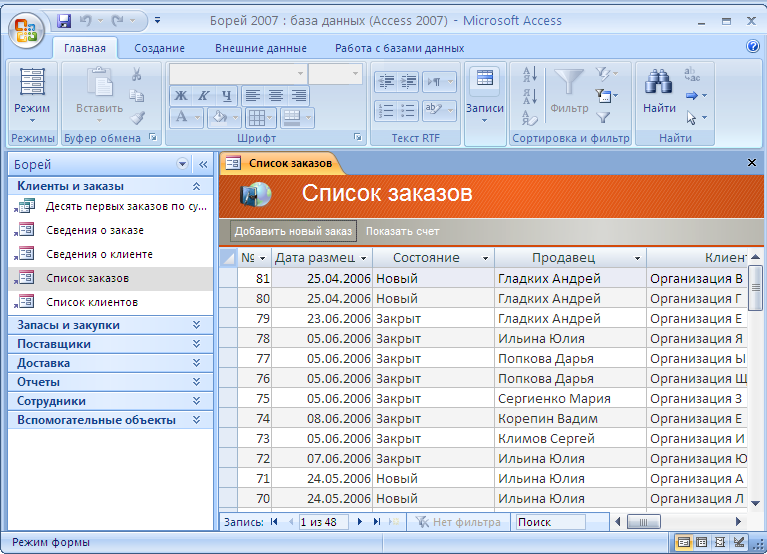 Борей 2007 : база данных (Access 2007) - Microsoft Access
Главная Создание Внешние данные Работа с базами данных
Режим Вставить Ж К Ч A Записи Фильтр Найти ab ac
Режимы Буфер обмена Шрифт Текст RTF Сортировка и фильтр Найти
Борей
Клиенты и заказы
Десять первых заказов по су...
Сведения о заказе
Сведения о клиенте
Список заказов
Список клиентов
Запасы и закупки
Поставщики
Доставка
Отчеты
Сотрудники
Вспомогательные объекты
Список заказов
Список заказов
Добавить новый заказ Показать счет
№ Дата размец Состояние Продавец Клиент
81 25.04.2006 Новый Гладких Андрей Организация В
80 25.04.2006 Новый Гладких Андрей Организация Г
79 23.06.2006 Закрыт Гладких Андрей Организация Е
78 05.06.2006 Закрыт Ильина Юлия Организация Я
77 05.06.2006 Закрыт Попкова Дарья Организация Ы
76 05.06.2006 Закрыт Попкова Дарья Организация Щ
75 05.06.2006 Закрыт Сергиенко Мария Организация З
74 08.06.2006 Закрыт Корепин Вадим Организация Е
73 05.06.2006 Закрыт Климов Сергей Организация И
72 07.06.2006 Закрыт Ильина Юлия Организация Ю
71 24.05.2006 Новый Ильина Юлия Организация А
70 24.05.2006 Новый Ильина Юлия Организация Л
Запись: 1 из 48 Нет фильтра Поиск
Режим формы